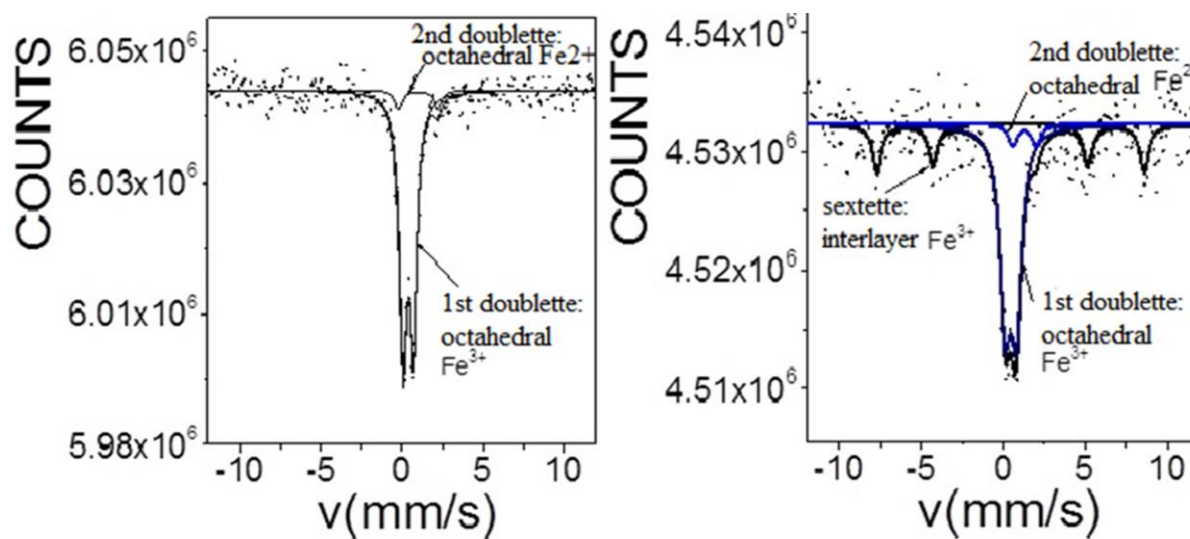 COUNTS
6.05x10⁶
6.03x10⁶
6.01x10⁶
5.98x10⁶
2nd doublette:
octahedral Fe2+
1st doublette:
octahedral
Fe³⁺
-10 -5 0 5 10
v(mm/s)
COUNTS
4.54x10⁶
4.53x10⁶
4.52x10⁶
4.51x10⁶
2nd doublette:
octahedral Fe²
sextette:
interlayer Fe³⁺
1st doublette:
octahedral
Fe³⁺
-10 -5 0 5 10
v(mm/s)